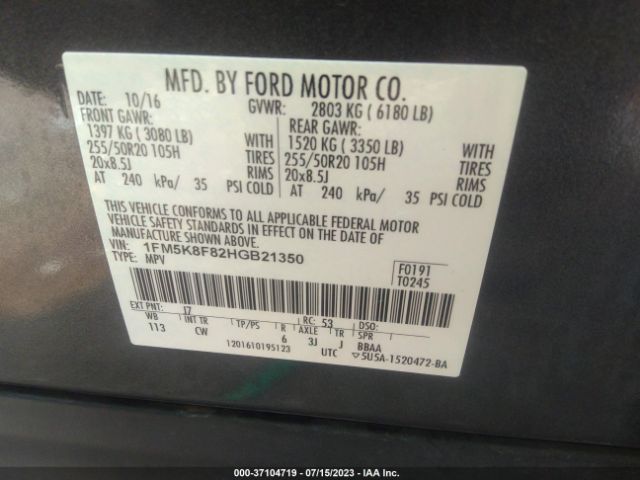 MFD. BY FORD MOTOR CO.
DATE: 10/16 GVWR: 2803 KG ( 6180 LB)
FRONT GAWR: REAR GAWR:
1397 KG ( 3080 LB) WITH 1520 KG ( 3350 LB) WITH
255/50R20 105H TIRES 255/50R20 105H TIRES
20x8.5J RIMS 20x8.5J RIMS
AT 240 kPa/ 35 PSI COLD AT 240 kPa/ 35 PSI COLD
THIS VEHICLE CONFORMS TO ALL APPLICABLE FEDERAL MOTOR
VEHICLE SAFETY STANDARDS IN EFFECT ON THE DATE OF
MANUFACTURE SHOWN ABOVE.
VIN: 1FM5K8F82HGB21350
TYPE: MPV
F0191
T0245
EXT PNT: J7 RC: 53 DSO:
WB INT TR TP/PS R AXLE TR SPR
113 CW 6 3J J BBAA
1201610195123 UTC ▽5U5A-1520472-BA
000-37104719 - 07/15/2023 - IAA Inc.